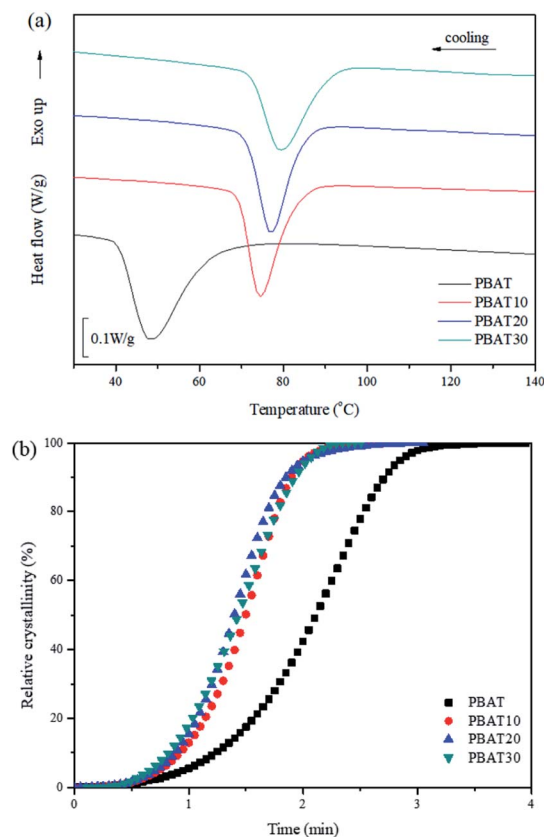 (a)
cooling
Exo up
Heat flow (W/g)
0.1W/g
PBAT
PBAT10
PBAT20
PBAT30
40 60 80 100 120 140
Temperature (°C)
(b)
100
80
60
40
20
0
Relative crystallinity (%)
PBAT
PBAT10
PBAT20
PBAT30
0 1 2 3 4
Time (min)